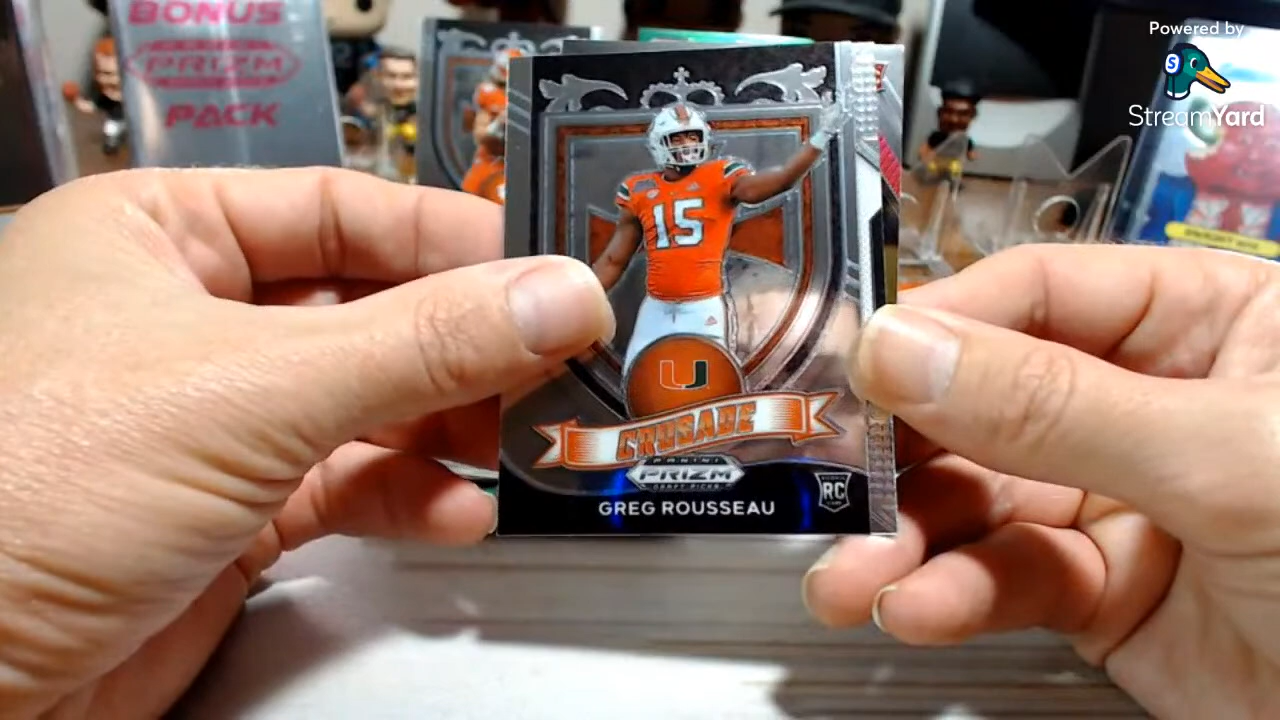 BONUS
PRIZM
PACK
Powered by
S
StreamYard
15
U
CRUSADE
PANINI
PRIZM
DRAFT PICKS
RC
GREG ROUSSEAU